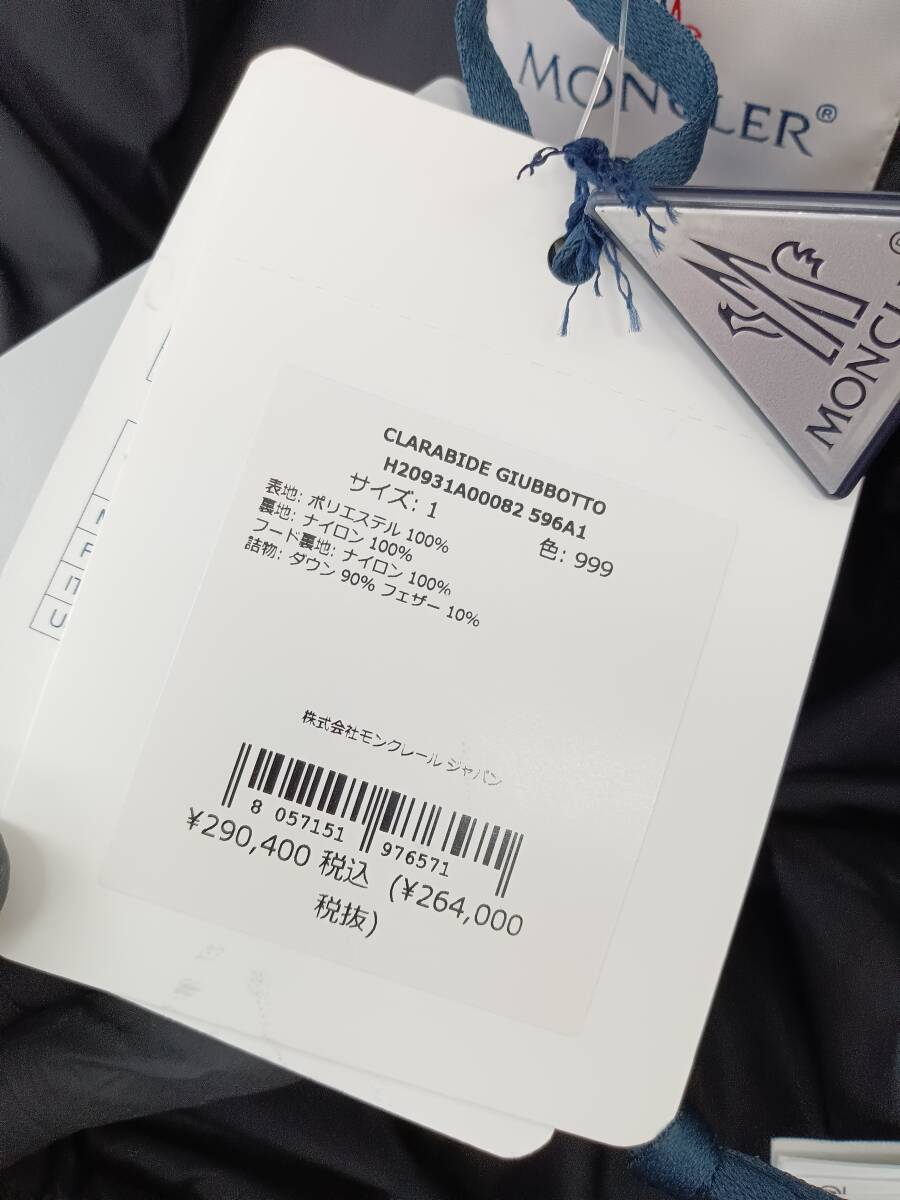 MONCLER®
MONCL
CLARABIDE GIUBBOTTO
H20931A00082 596A1
サイズ: 1
色: 999
表地: ポリエステル 100%
裏地: ナイロン 100%
フード裏地: ナイロン 100%
詰物: ダウン 90% フェザー 10%
株式会社モンクレール ジャパン
8 057151 976571
¥290,400 税込 (¥264,000
税抜)
U